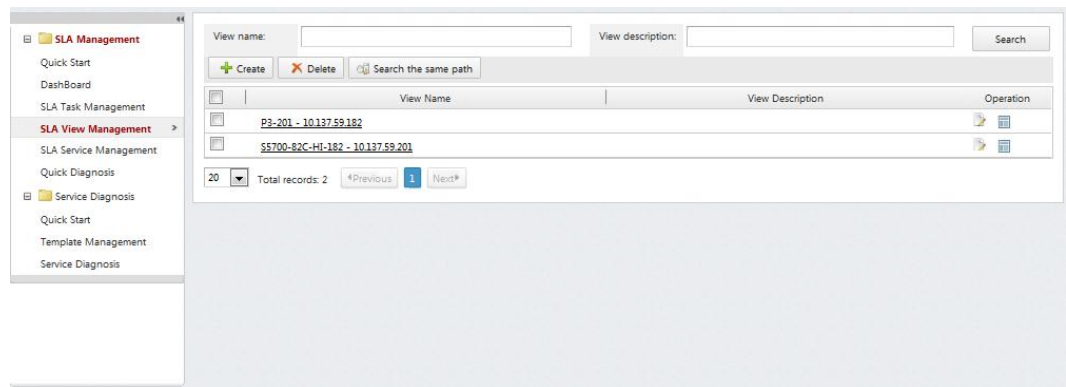 SLA Management
Quick Start
DashBoard
SLA Task Management
SLA View Management
SLA Service Management
Quick Diagnosis
Service Diagnosis
Quick Start
Template Management
Service Diagnosis
View name: View description: Search
Create Delete Search the same path
View Name View Description Operation
P3-201 - 10.137.59.182
S5700-82C-HI-182 - 10.137.59.201
20 Total records: 2 Previous 1 Next